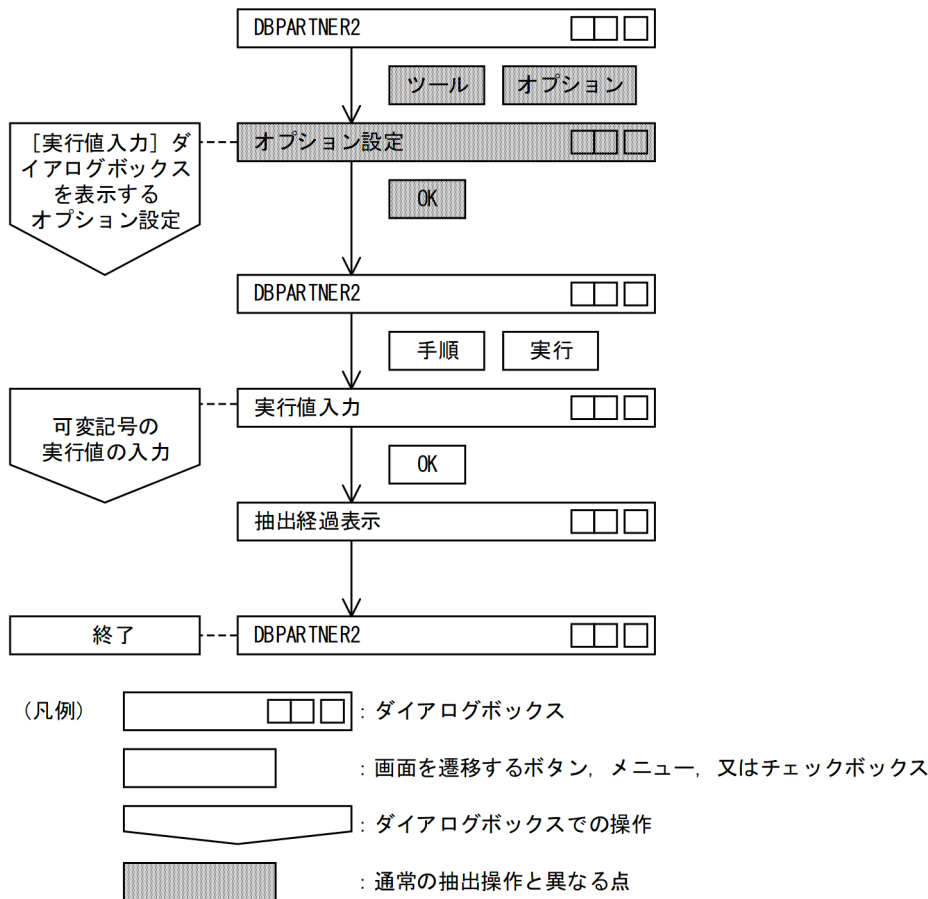 DBPARTNER2
ツール オプション
［実行値入力］ダ
イアログボックス
を表示する
オプション設定
オプション設定
OK
DBPARTNER2
手順 実行
可変記号の
実行値の入力
実行値入力
OK
抽出経過表示
終了
DBPARTNER2
（凡例）
：ダイアログボックス
：画面を遷移するボタン，メニュー，又はチェックボックス
：ダイアログボックスでの操作
：通常の抽出操作と異なる点